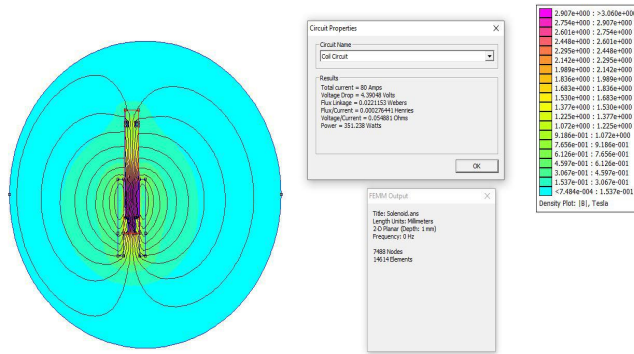 Circuit Properties
Circuit Name
Coil Circuit
Results
Total current = 80 Amps
Voltage Drop = 4.39048 Volts
Flux Linkage = 0.0221153 Webers
Flux/Current = 0.000276441 Henries
Voltage/Current = 0.054881 Ohms
Power = 351.238 Watts
OK
FEMM Output
Title: Solenoid.ans
Length Units: Millimeters
2-D Planar (Depth: 1 mm)
Frequency: 0 Hz
7488 Nodes
14614 Elements
2.907e+000 : >3.060e+000
2.754e+000 : 2.907e+000
2.601e+000 : 2.754e+000
2.448e+000 : 2.601e+000
2.295e+000 : 2.448e+000
2.142e+000 : 2.295e+000
1.989e+000 : 2.142e+000
1.836e+000 : 1.989e+000
1.683e+000 : 1.836e+000
1.530e+000 : 1.683e+000
1.377e+000 : 1.530e+000
1.225e+000 : 1.377e+000
1.072e+000 : 1.225e+000
9.186e-001 : 1.072e+000
7.656e-001 : 9.186e-001
6.126e-001 : 7.656e-001
4.597e-001 : 6.126e-001
3.067e-001 : 4.597e-001
1.537e-001 : 3.067e-001
<7.484e-004 : 1.537e-001
Density Plot: |B|, Tesla